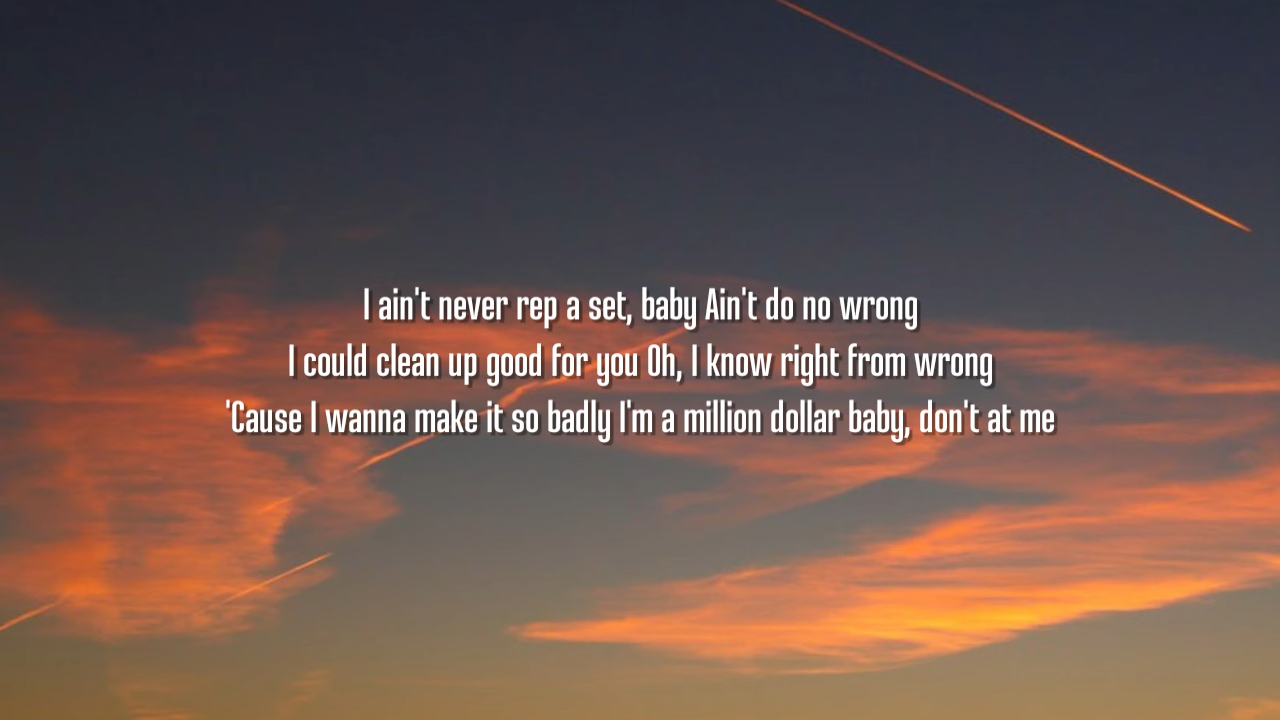 I ain't never rep a set, baby Ain't do no wrong
I could clean up good for you Oh, I know right from wrong
'Cause I wanna make it so badly I'm a million dollar baby, don't at me